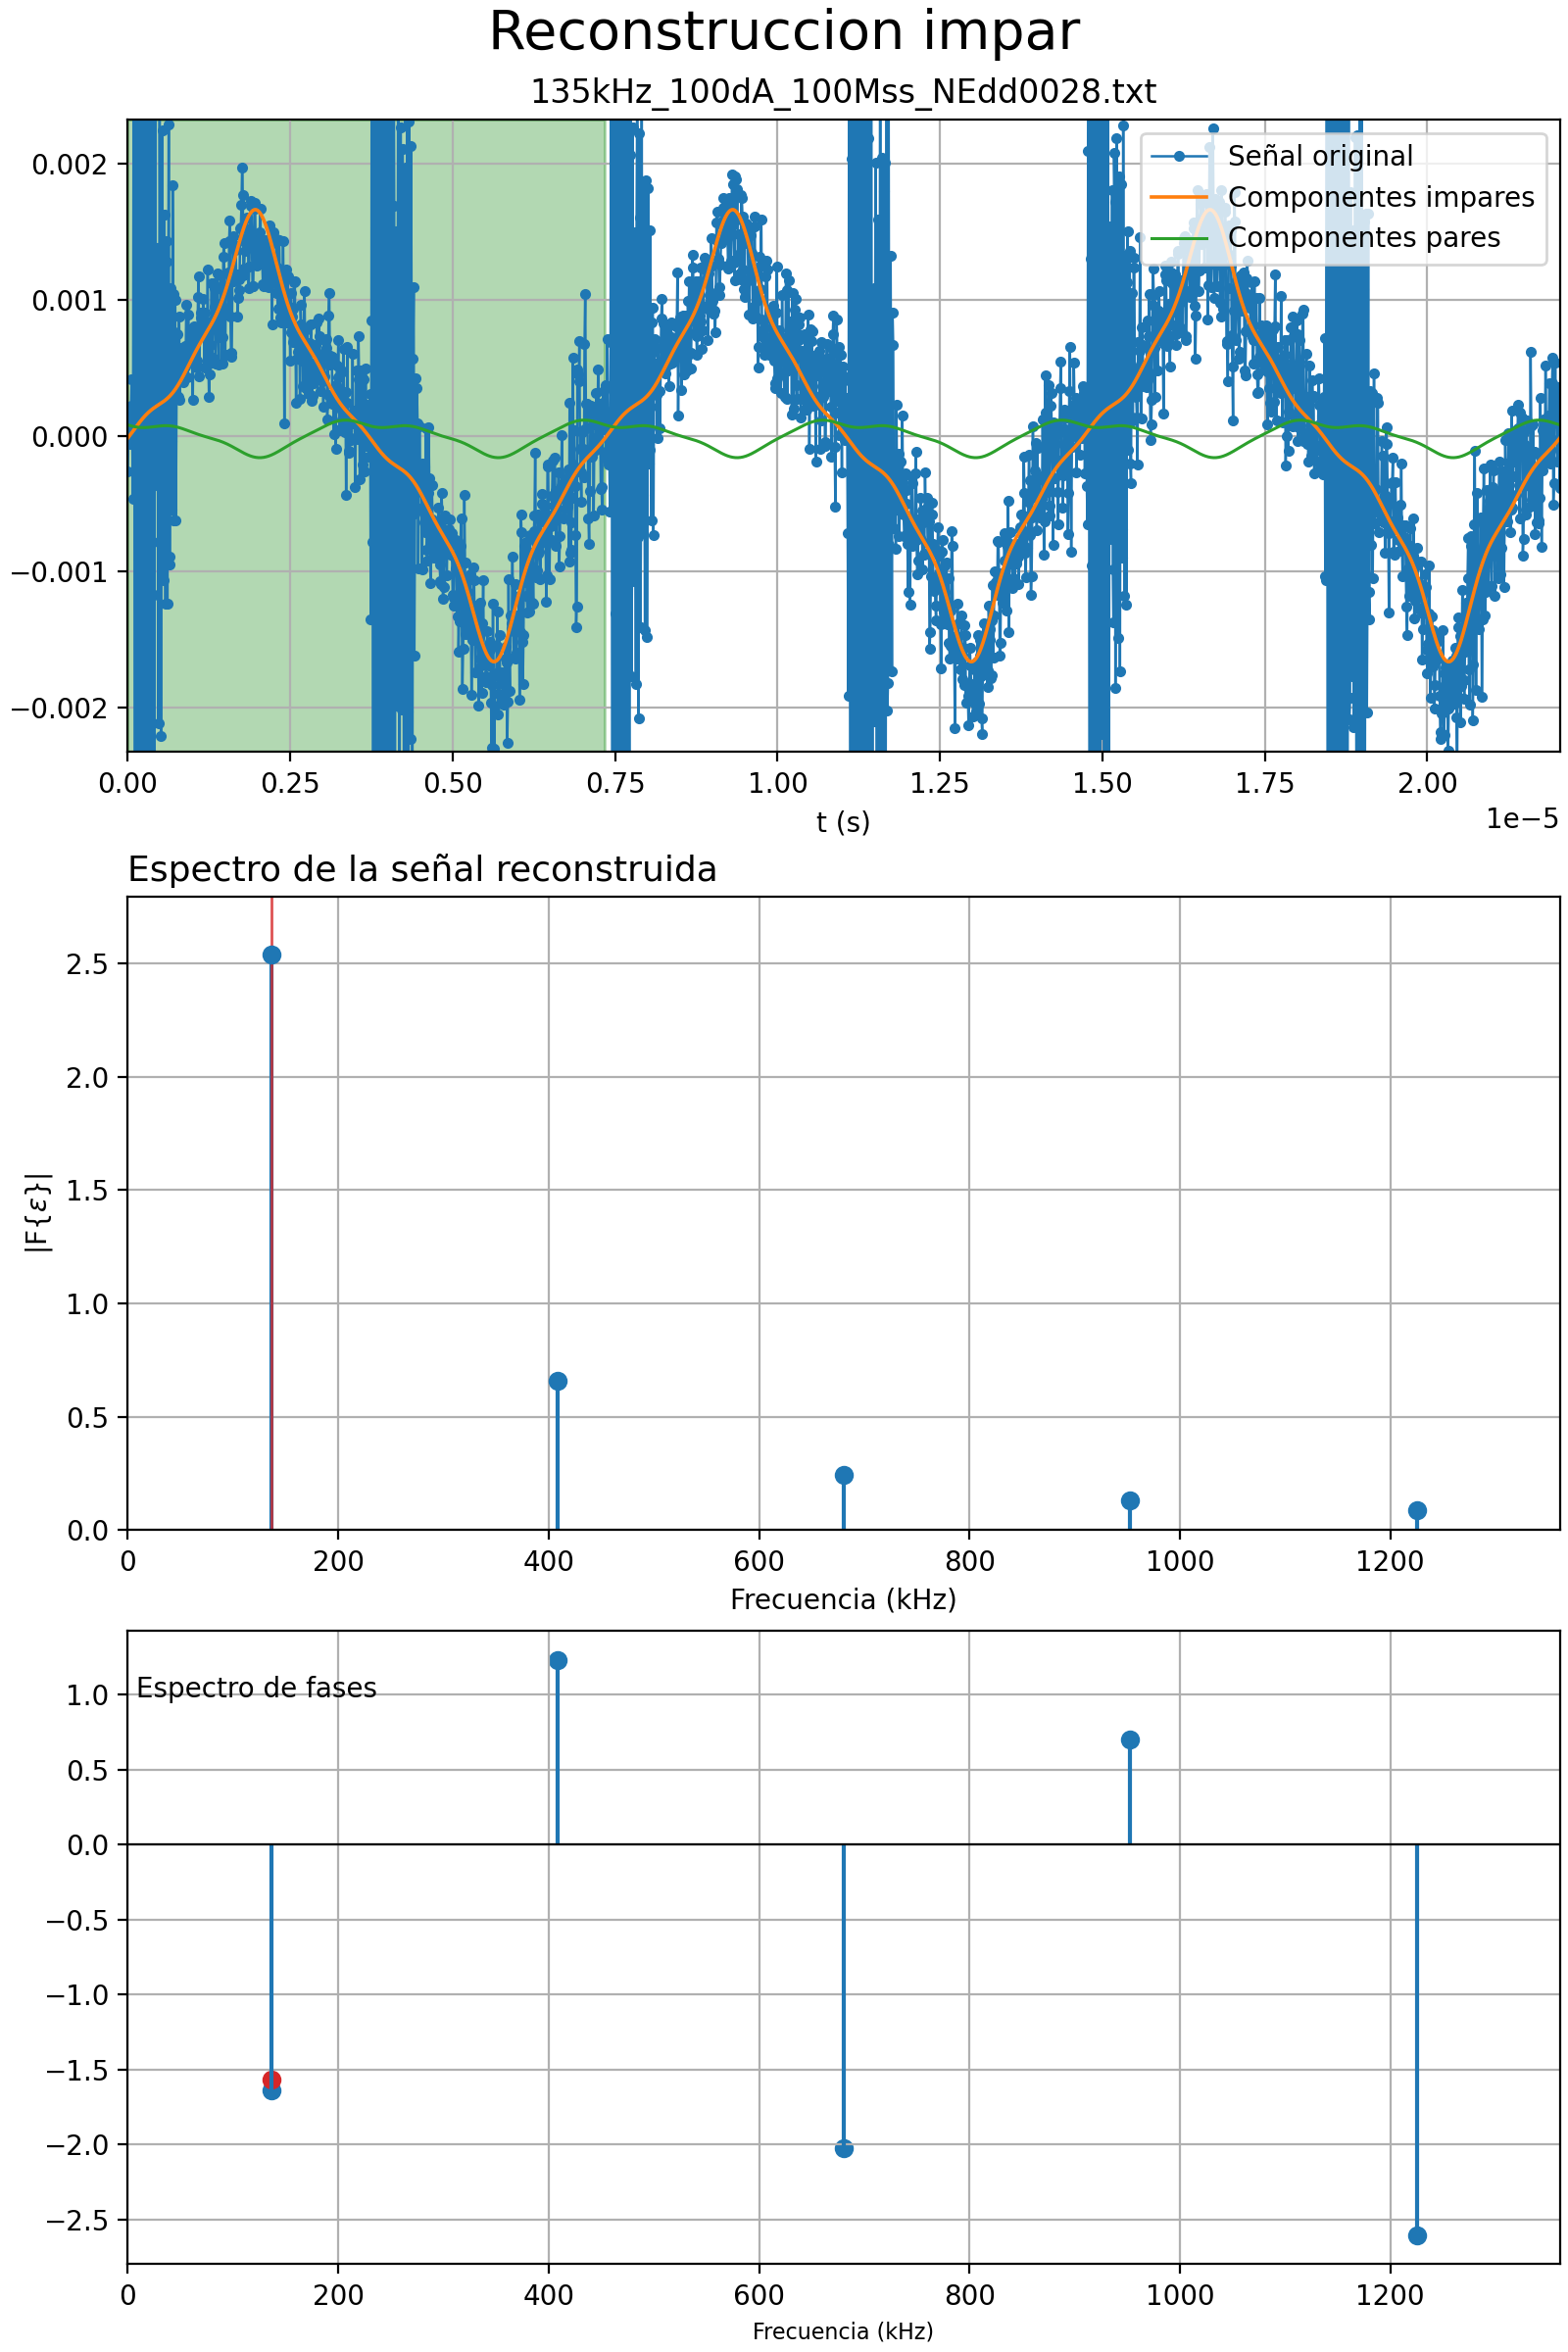 Reconstruccion impar
135kHz_100dA_100Mss_NEdd0028.txt
Señal original
Componentes impares
Componentes pares
0.002
0.001
0.000
−0.001
−0.002
0.00 0.25 0.50 0.75 1.00 1.25 1.50 1.75 2.00
1e−5
t (s)
Espectro de la señal reconstruida
|F{ε}|
2.5
2.0
1.5
1.0
0.5
0.0
0 200 400 600 800 1000 1200
Frecuencia (kHz)
Espectro de fases
1.0
0.5
0.0
−0.5
−1.0
−1.5
−2.0
−2.5
0 200 400 600 800 1000 1200
Frecuencia (kHz)